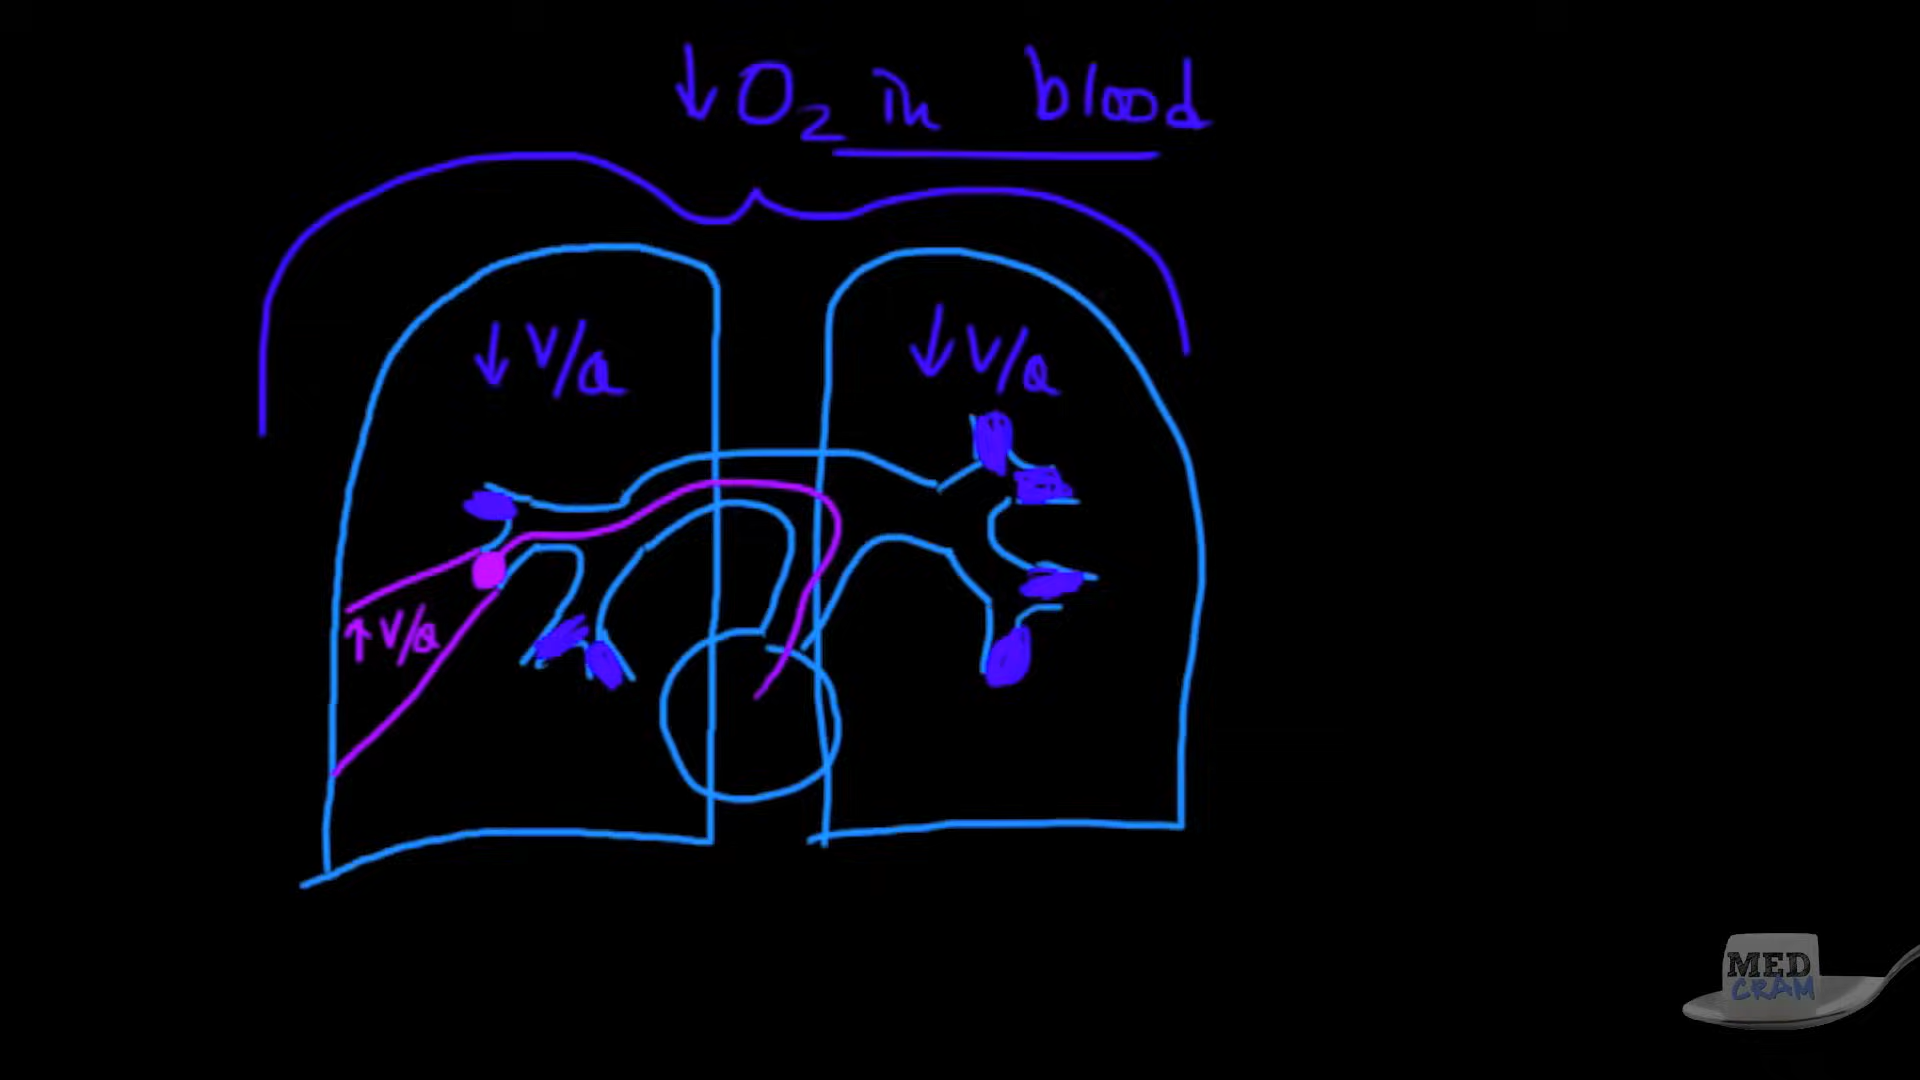 ↓ O2 in blood
↓ V/Q
↓ V/Q
↑ V/Q
MED
CRAM